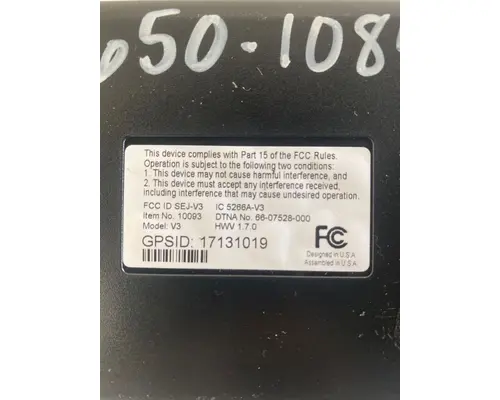 This device complies with Part 15 of the FCC Rules.
Operation is subject to the following two conditions:
1. This device may not cause harmful interference, and
2. This device must accept any interference received,
including interference that may cause undesired operation.
FCC ID SEJ-V3 IC 5266A-V3
Item No. 10093 DTNA No. 66-07528-000
Model: V3 HWV 1.7.0
GPSID: 17131019
FC
Designed in U.S.A.
Assembled in U.S.A.